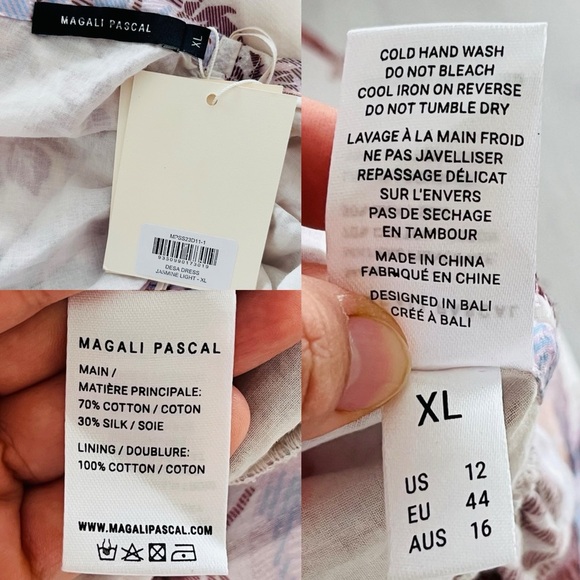 MAGALI PASCAL
XL
MPSS23D11-1
9350990173019
DESA DRESS
JASMINE LIGHT - XL
MAGALI PASCAL
MAIN /
MATIÈRE PRINCIPALE:
70% COTTON / COTON
30% SILK / SOIE
LINING / DOUBLURE:
100% COTTON / COTON
WWW.MAGALIPASCAL.COM
COLD HAND WASH
DO NOT BLEACH
COOL IRON ON REVERSE
DO NOT TUMBLE DRY
LAVAGE À LA MAIN FROID
NE PAS JAVELLISER
REPASSAGE DÉLICAT
SUR L'ENVERS
PAS DE SECHAGE
EN TAMBOUR
MADE IN CHINA
FABRIQUÉ EN CHINE
DESIGNED IN BALI
CRÉÉ À BALI
XL
US 12
EU 44
AUS 16